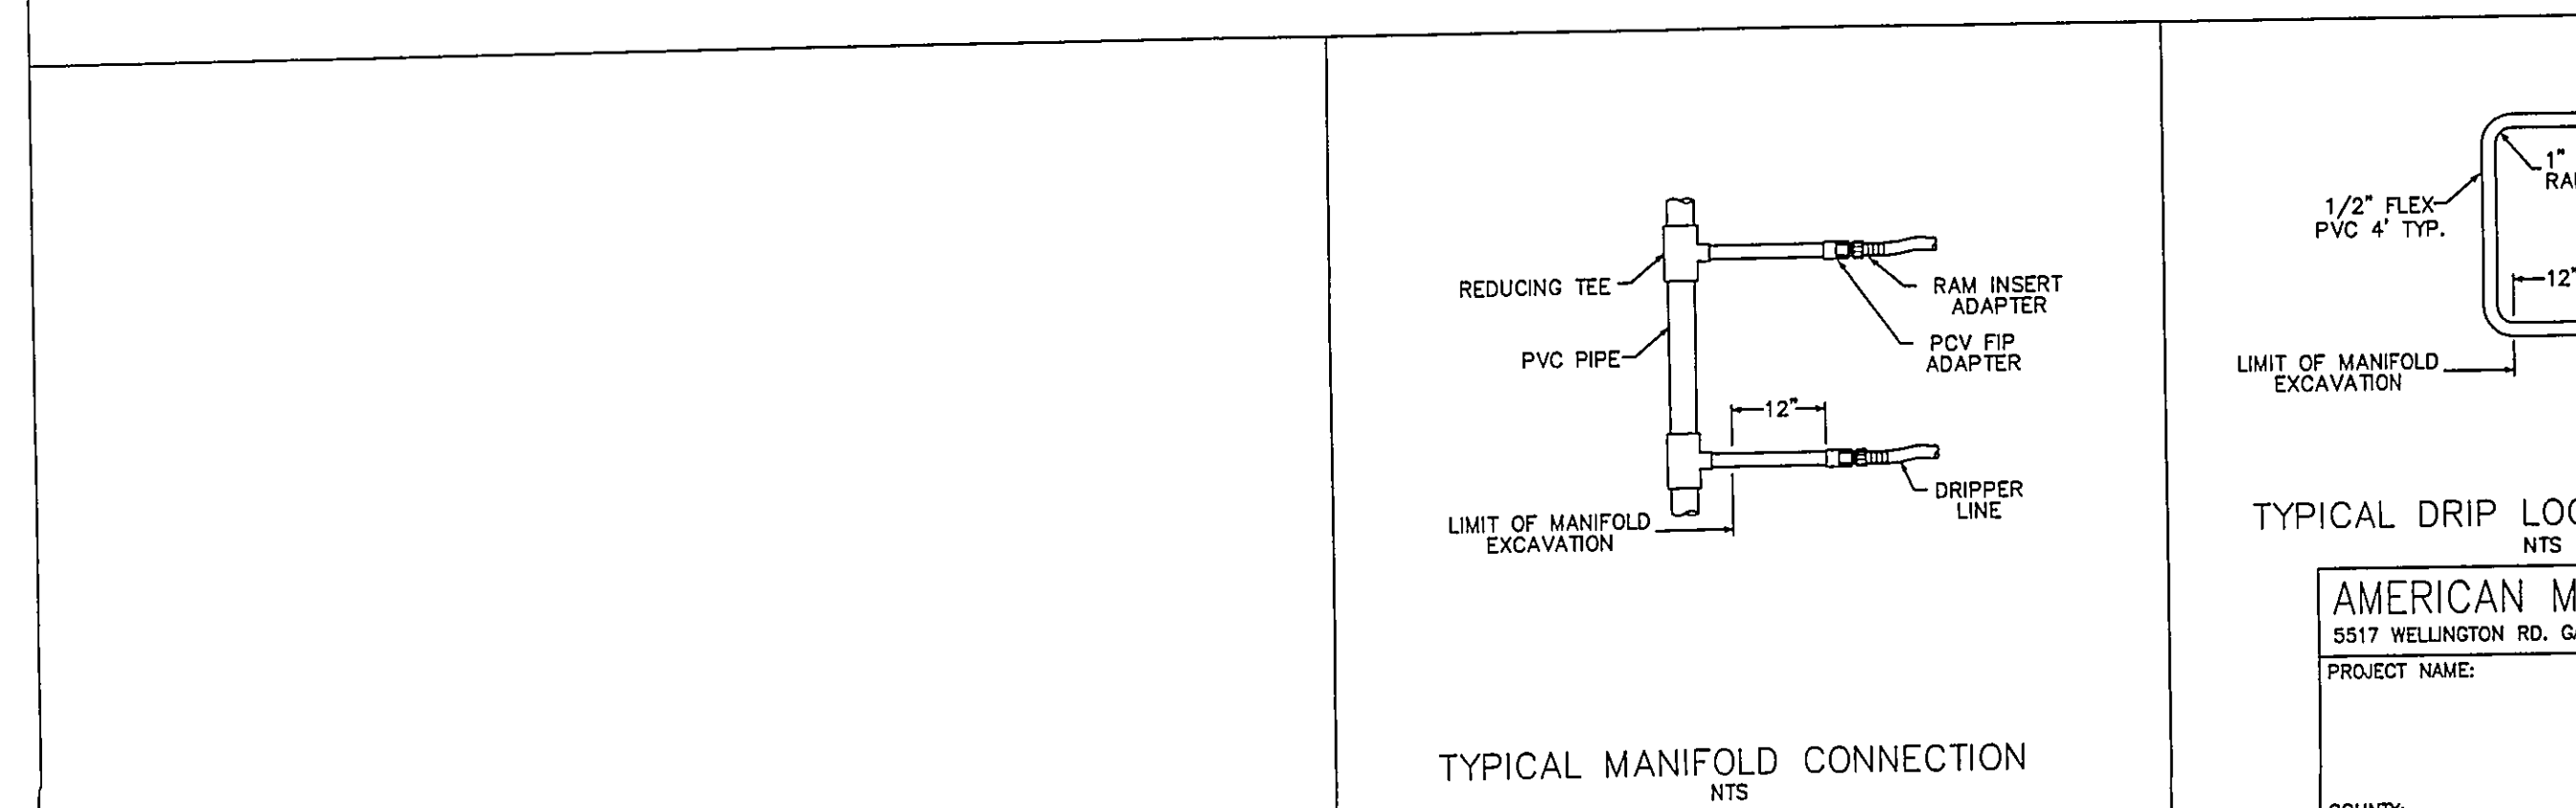 REDUCING TEE
RAM INSERT
ADAPTER
PVC PIPE
PCV FIP
ADAPTER
12"
DRIPPER
LINE
LIMIT OF MANIFOLD
EXCAVATION
TYPICAL MANIFOLD CONNECTION
NTS
1"
1/2" FLEX
PVC 4' TYP.
12"
LIMIT OF MANIFOLD
EXCAVATION
TYPICAL DRIP
NTS
AMERICAN
5517 WELLINGTON RD.
PROJECT NAME: